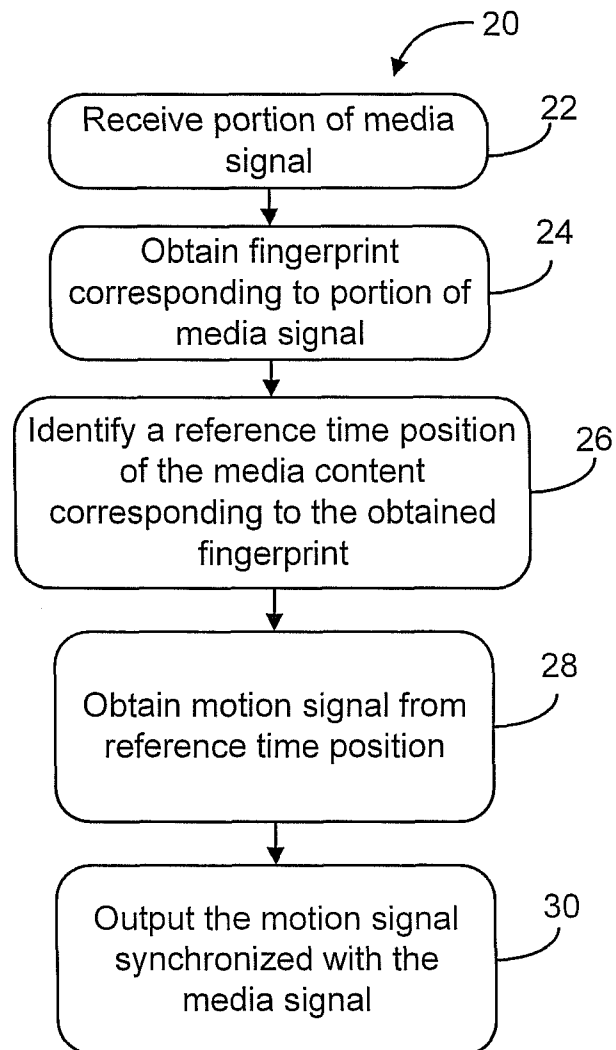 20
Receive portion of media
signal
22
Obtain fingerprint
corresponding to portion of
media signal
24
Identify a reference time position
of the media content
corresponding to the obtained
fingerprint
26
Obtain motion signal from
reference time position
28
Output the motion signal
synchronized with the
media signal
30